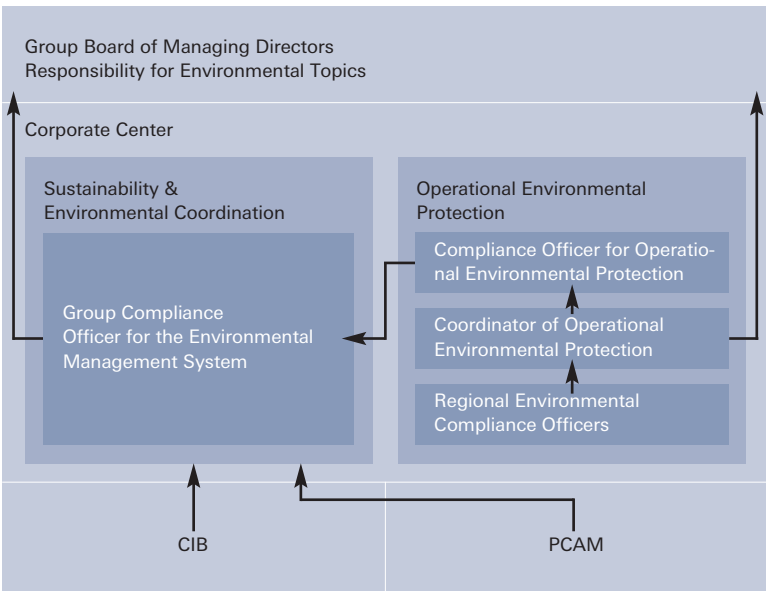 Group Board of Managing Directors
Responsibility for Environmental Topics
Corporate Center
Sustainability &
Environmental Coordination
Group Compliance
Officer for the Environmental
Management System
Operational Environmental
Protection
Compliance Officer for Operatio-
nal Environmental Protection
Coordinator of Operational
Environmental Protection
Regional Environmental
Compliance Officers
CIB
PCAM